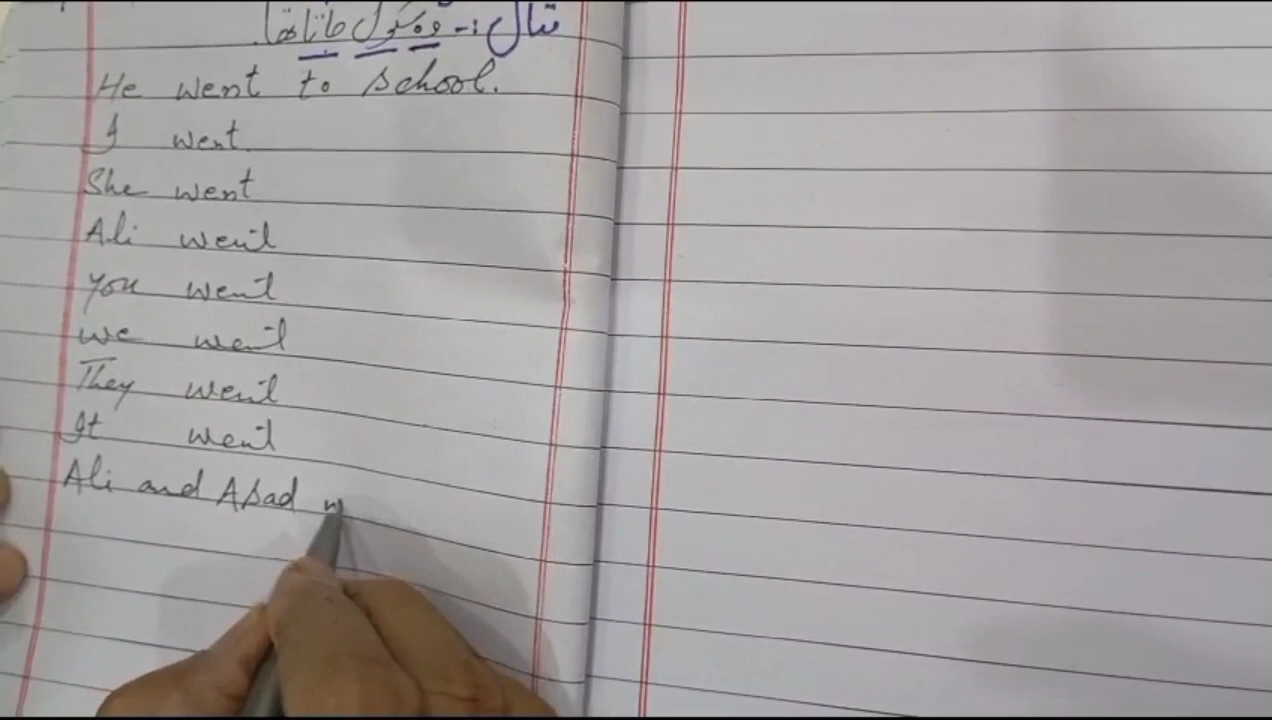 مثال :- وہ سکول جاتا تھا۔
He went to school.
I went
She went
Ali went
You went
we went
They went
It went
Ali and Asad w